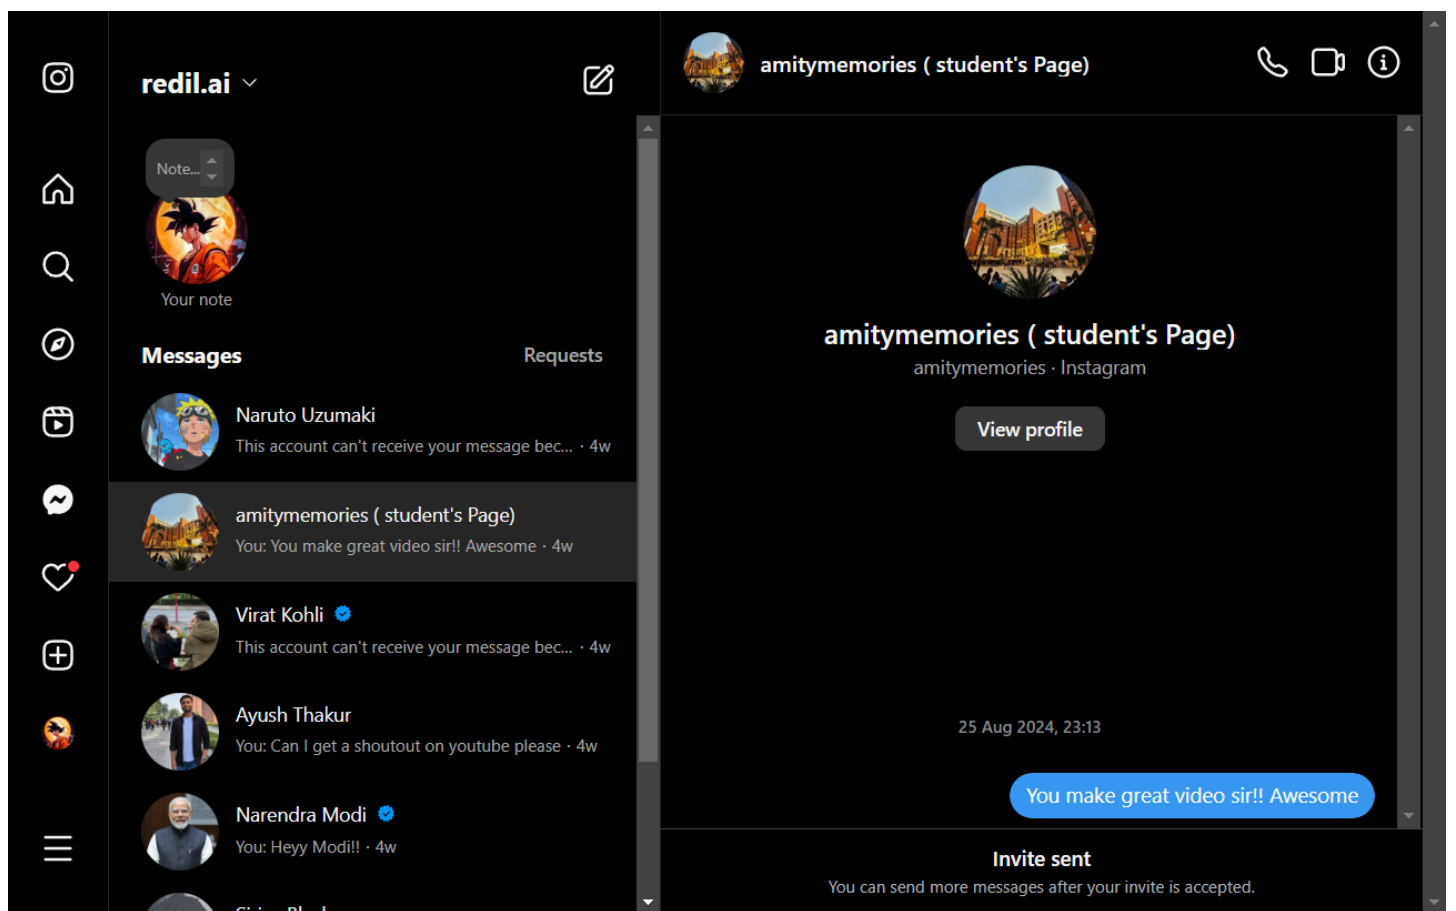 redil.ai
Note...
Your note
Messages
Requests
Naruto Uzumaki
This account can't receive your message bec... · 4w
amitymemories ( student's Page)
You: You make great video sir!! Awesome · 4w
Virat Kohli
This account can't receive your message bec... · 4w
Ayush Thakur
You: Can I get a shoutout on youtube please · 4w
Narendra Modi
You: Heyy Modi!! · 4w
amitymemories ( student's Page)
amitymemories ( student's Page)
amitymemories · Instagram
View profile
25 Aug 2024, 23:13
You make great video sir!! Awesome
Invite sent
You can send more messages after your invite is accepted.